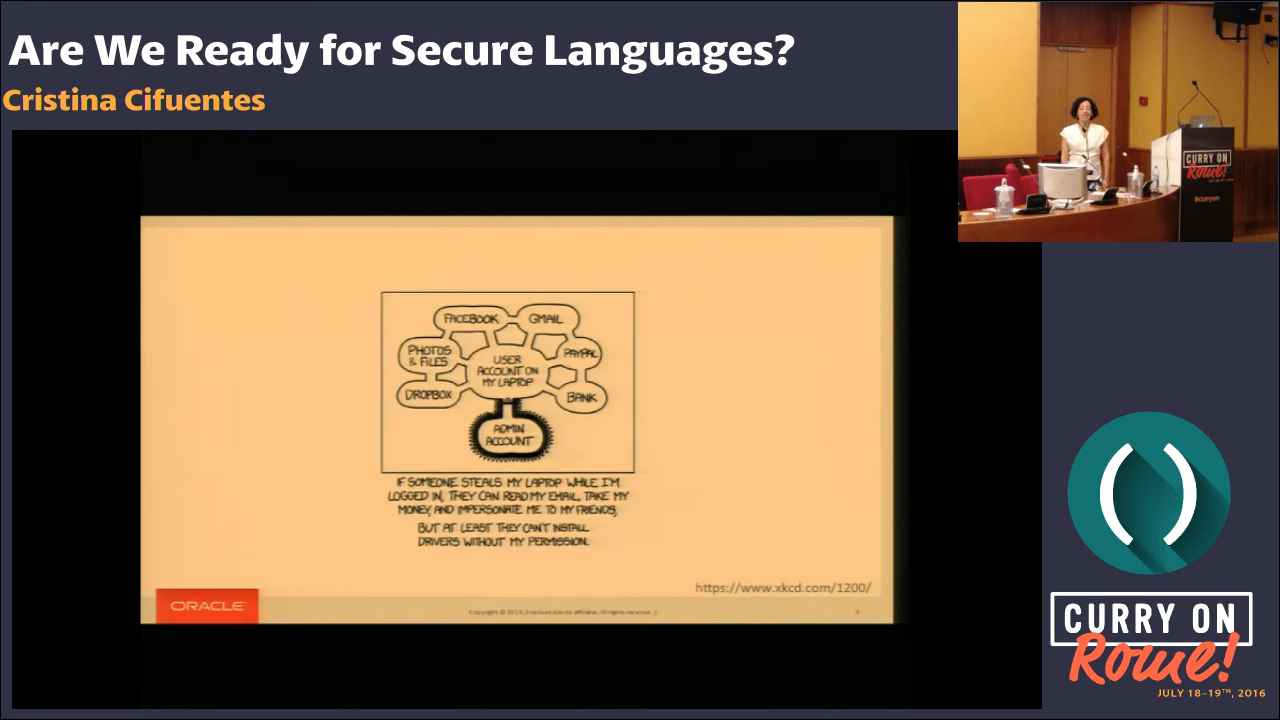 Are We Ready for Secure Languages?
Cristina Cifuentes
FACEBOOK
GMAIL
PHOTOS
& FILES
USER
ACCOUNT ON
MY LAPTOP
PAYPAL
DROPBOX
BANK
ADMIN
ACCOUNT
IF SOMEONE STEALS MY LAPTOP WHILE I'M
LOGGED IN, THEY CAN READ MY EMAIL, TAKE MY
MONEY, AND IMPERSONATE ME TO MY FRIENDS,
BUT AT LEAST THEY CAN'T INSTALL
DRIVERS WITHOUT MY PERMISSION.
https://www.xkcd.com/1200/
ORACLE
CURRY ON
Rome!
#curryon
CURRY ON
Rome!
JULY 18-19TH, 2016